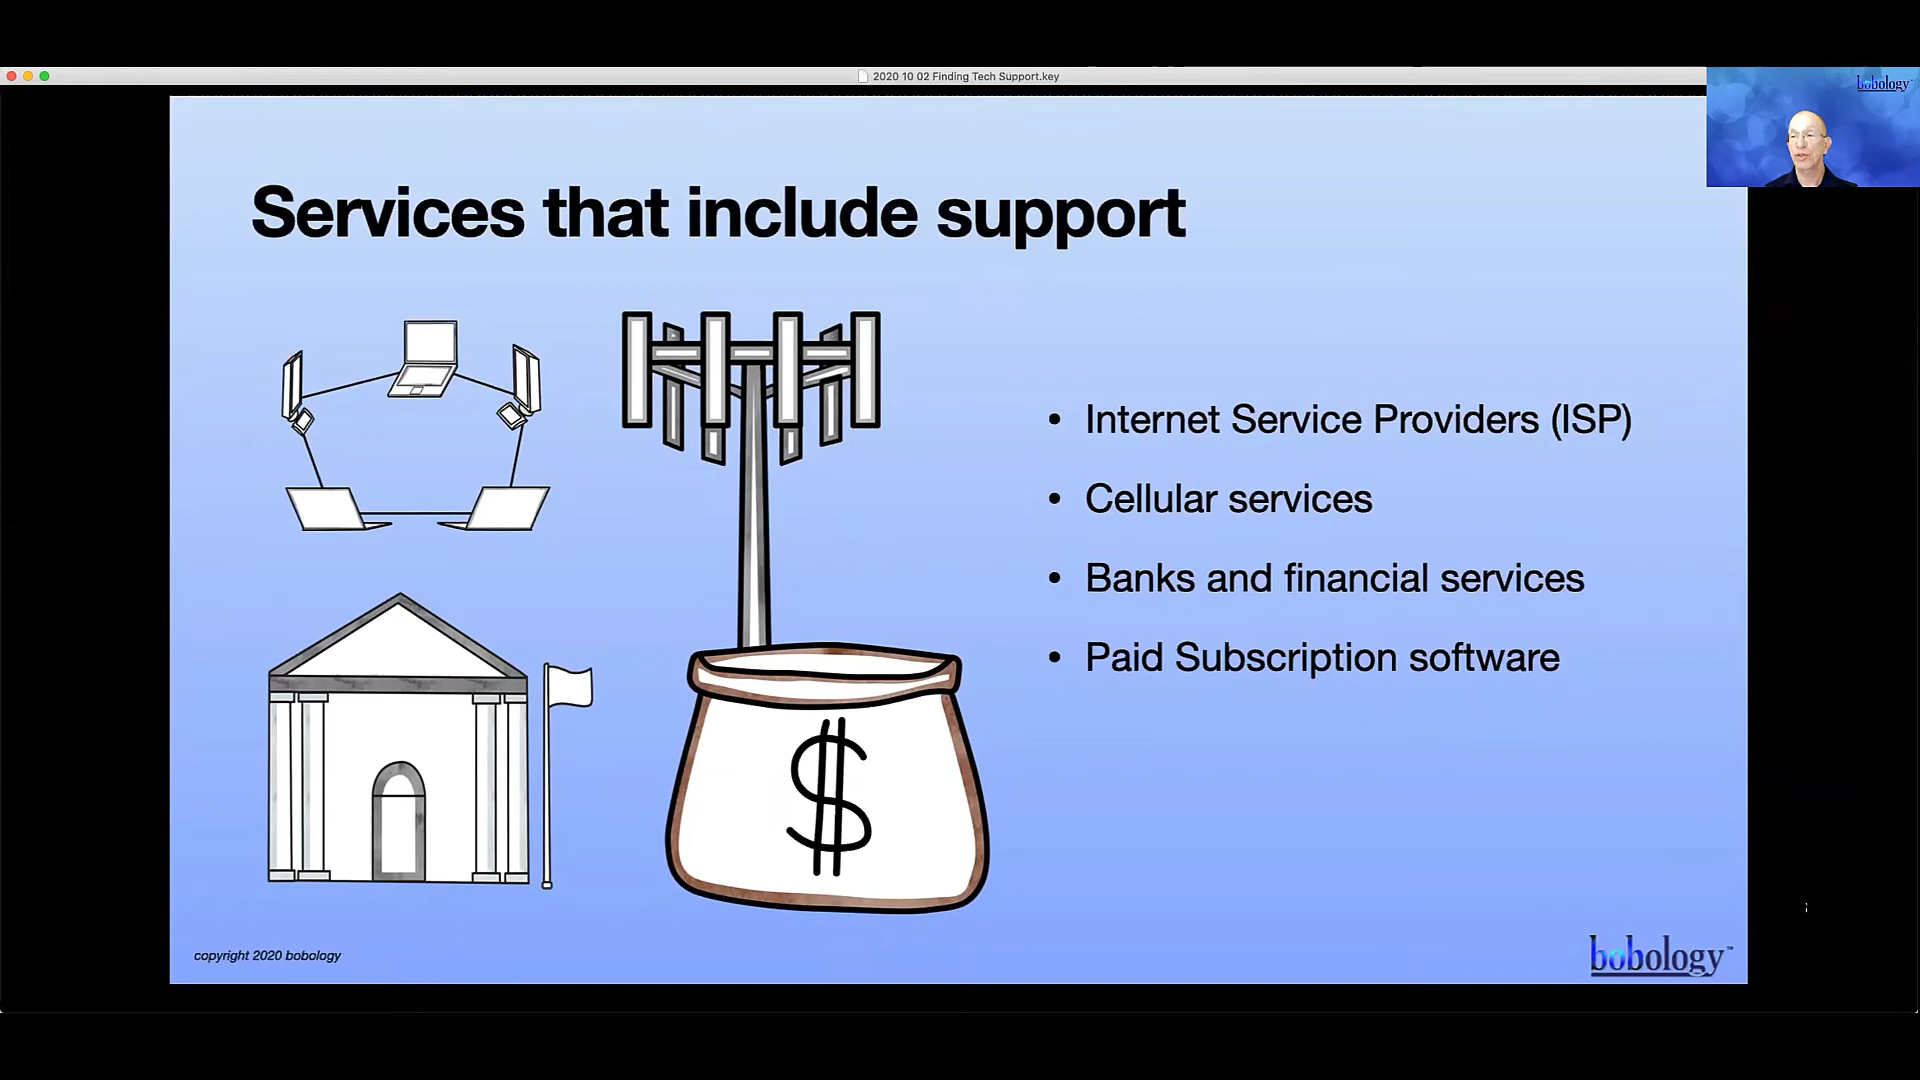 2020 10 02 Finding Tech Support.key
bobology
Services that include support
• Internet Service Providers (ISP)
• Cellular services
• Banks and financial services
• Paid Subscription software
$
copyright 2020 bobology
bobology™